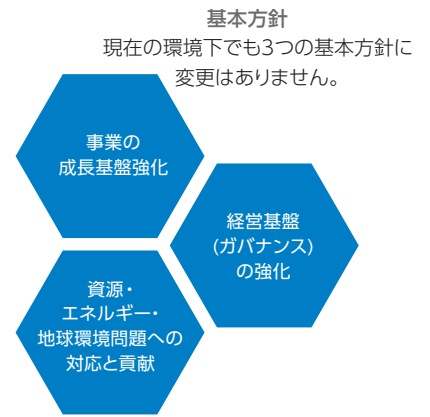 基本方針
現在の環境下でも3つの基本方針に
変更はありません。
事業の
成長基盤強化
経営基盤
(ガバナンス)
の強化
資源・
エネルギー・
地球環境問題への
対応と貢献